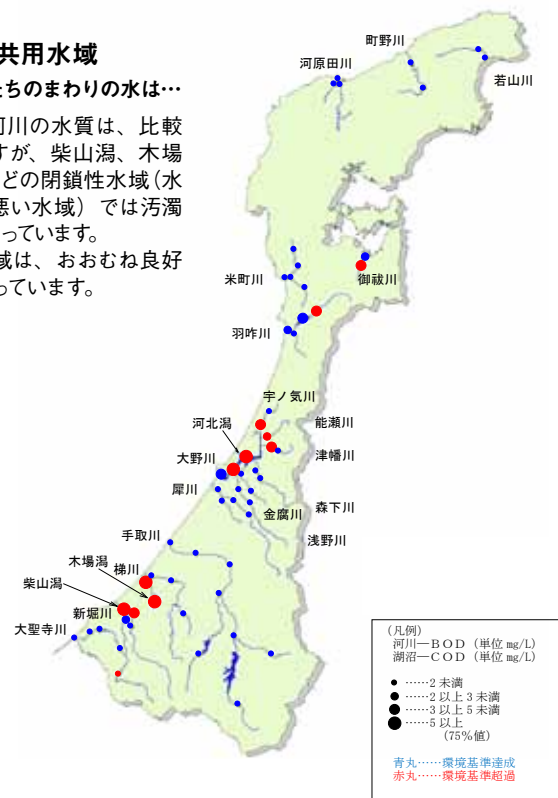 共用水域
たちのまわりの水は…
河川の水質は、比較
すが、柴山潟、木場
どの閉鎖性水域(水
悪い水域)では汚濁
っています。
域は、おおむね良好
っています。
町野川
河原田川
若山川
米町川
御祓川
羽咋川
宇ノ気川
河北潟
能瀬川
大野川
津幡川
犀川
金腐川
森下川
浅野川
手取川
木場潟
梯川
柴山潟
新堀川
大聖寺川
(凡例)
河川―BOD(単位 mg/L)
湖沼―COD(単位 mg/L)
……2 未満
……2 以上 3 未満
……3 以上 5 未満
……5 以上
(75%値)
青丸……環境基準達成
赤丸……環境基準超過